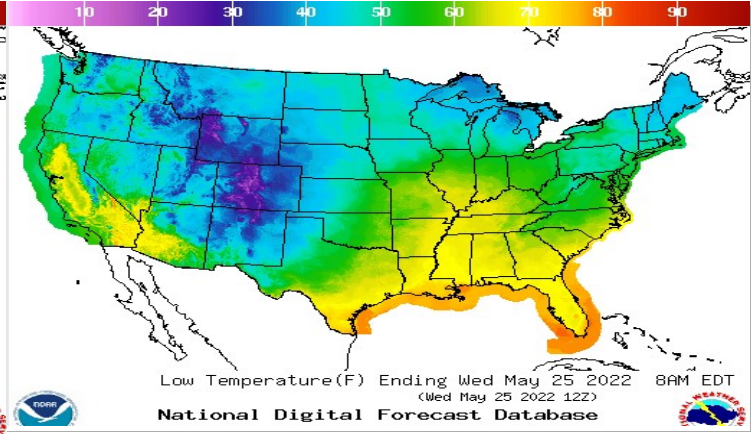 10 20 30 40 50 60 70 80 90
Low Temperature(F) Ending Wed May 25 2022 8AM EDT
(Wed May 25 2022 12Z)
National Digital Forecast Database
NOAA